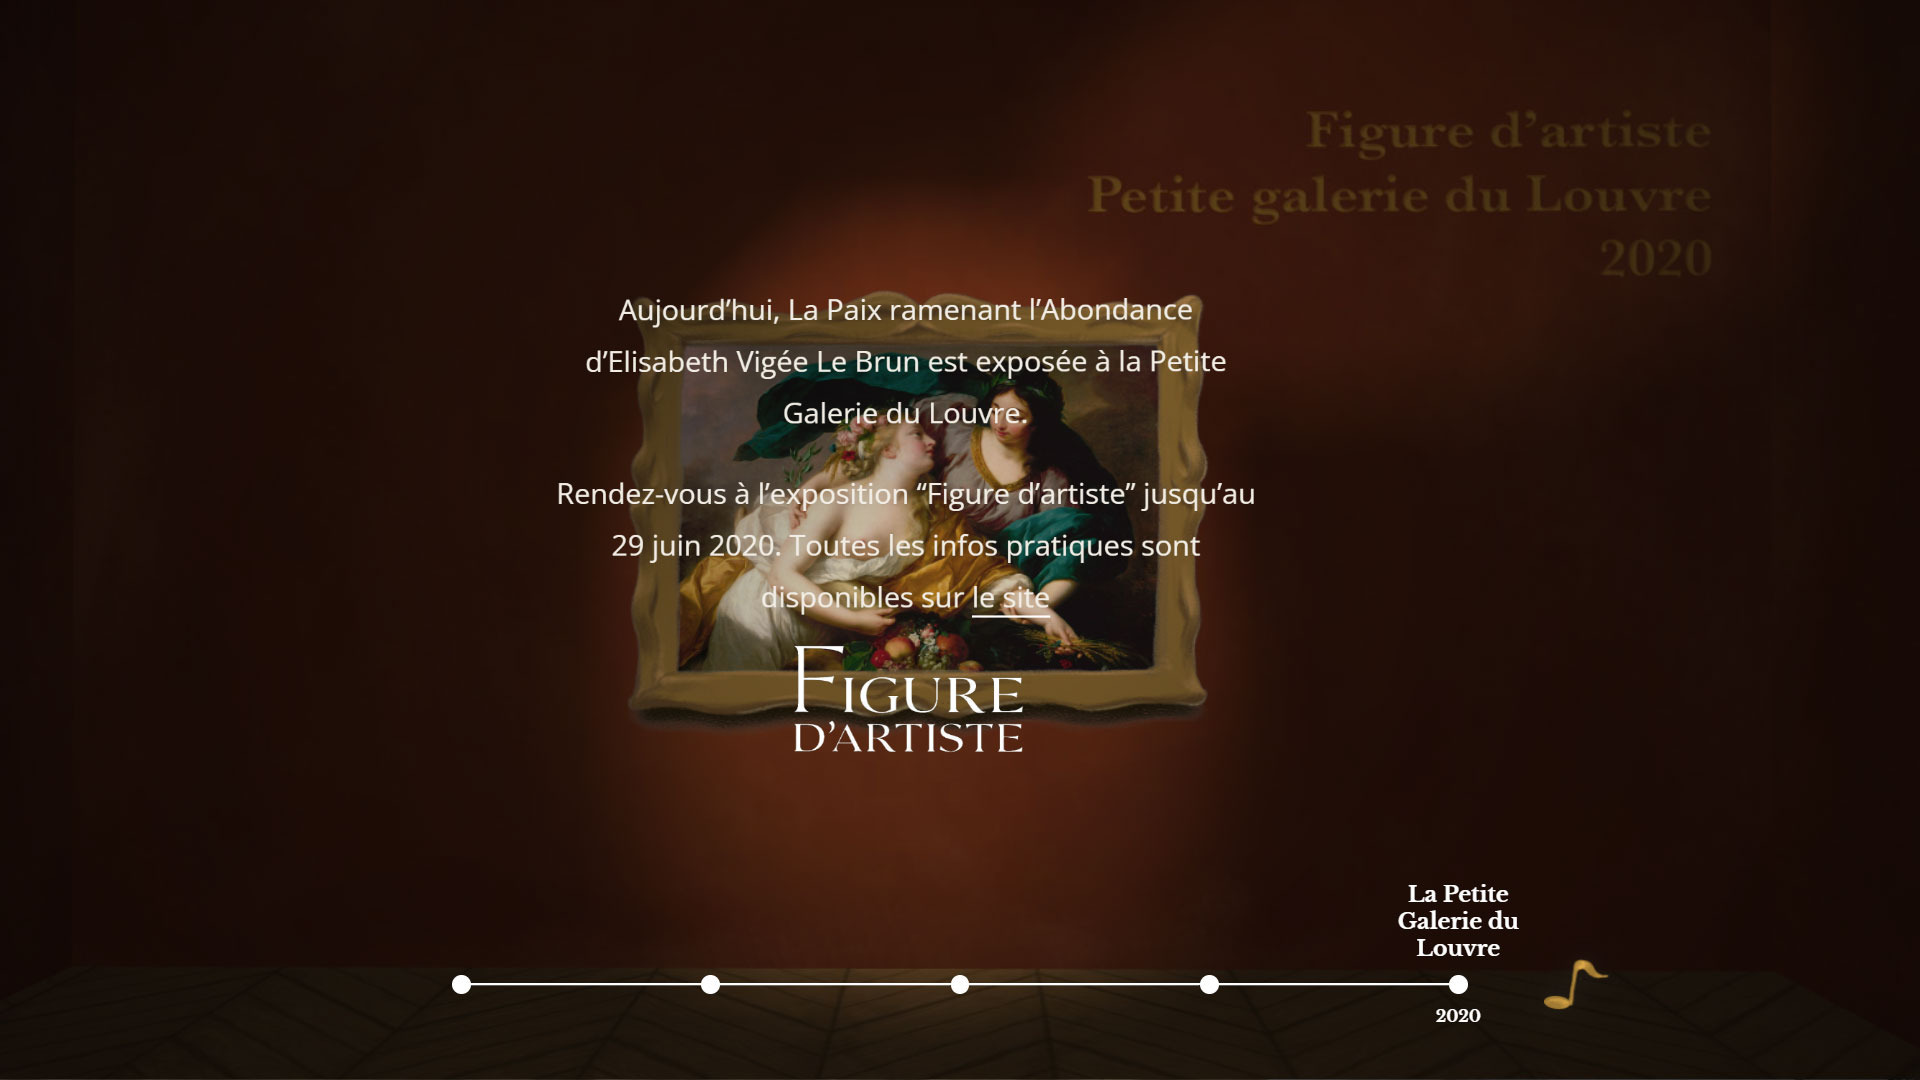 Figure d’artiste
Petite galerie du Louvre
2020
Aujourd’hui, La Paix ramenant l’Abondance
d’Elisabeth Vigée Le Brun est exposée à la Petite
Galerie du Louvre.
Rendez-vous à l’exposition “Figure d’artiste” jusqu’au
29 juin 2020. Toutes les infos pratiques sont
disponibles sur le site
FIGURE
D’ARTISTE
La Petite
Galerie du
Louvre
2020